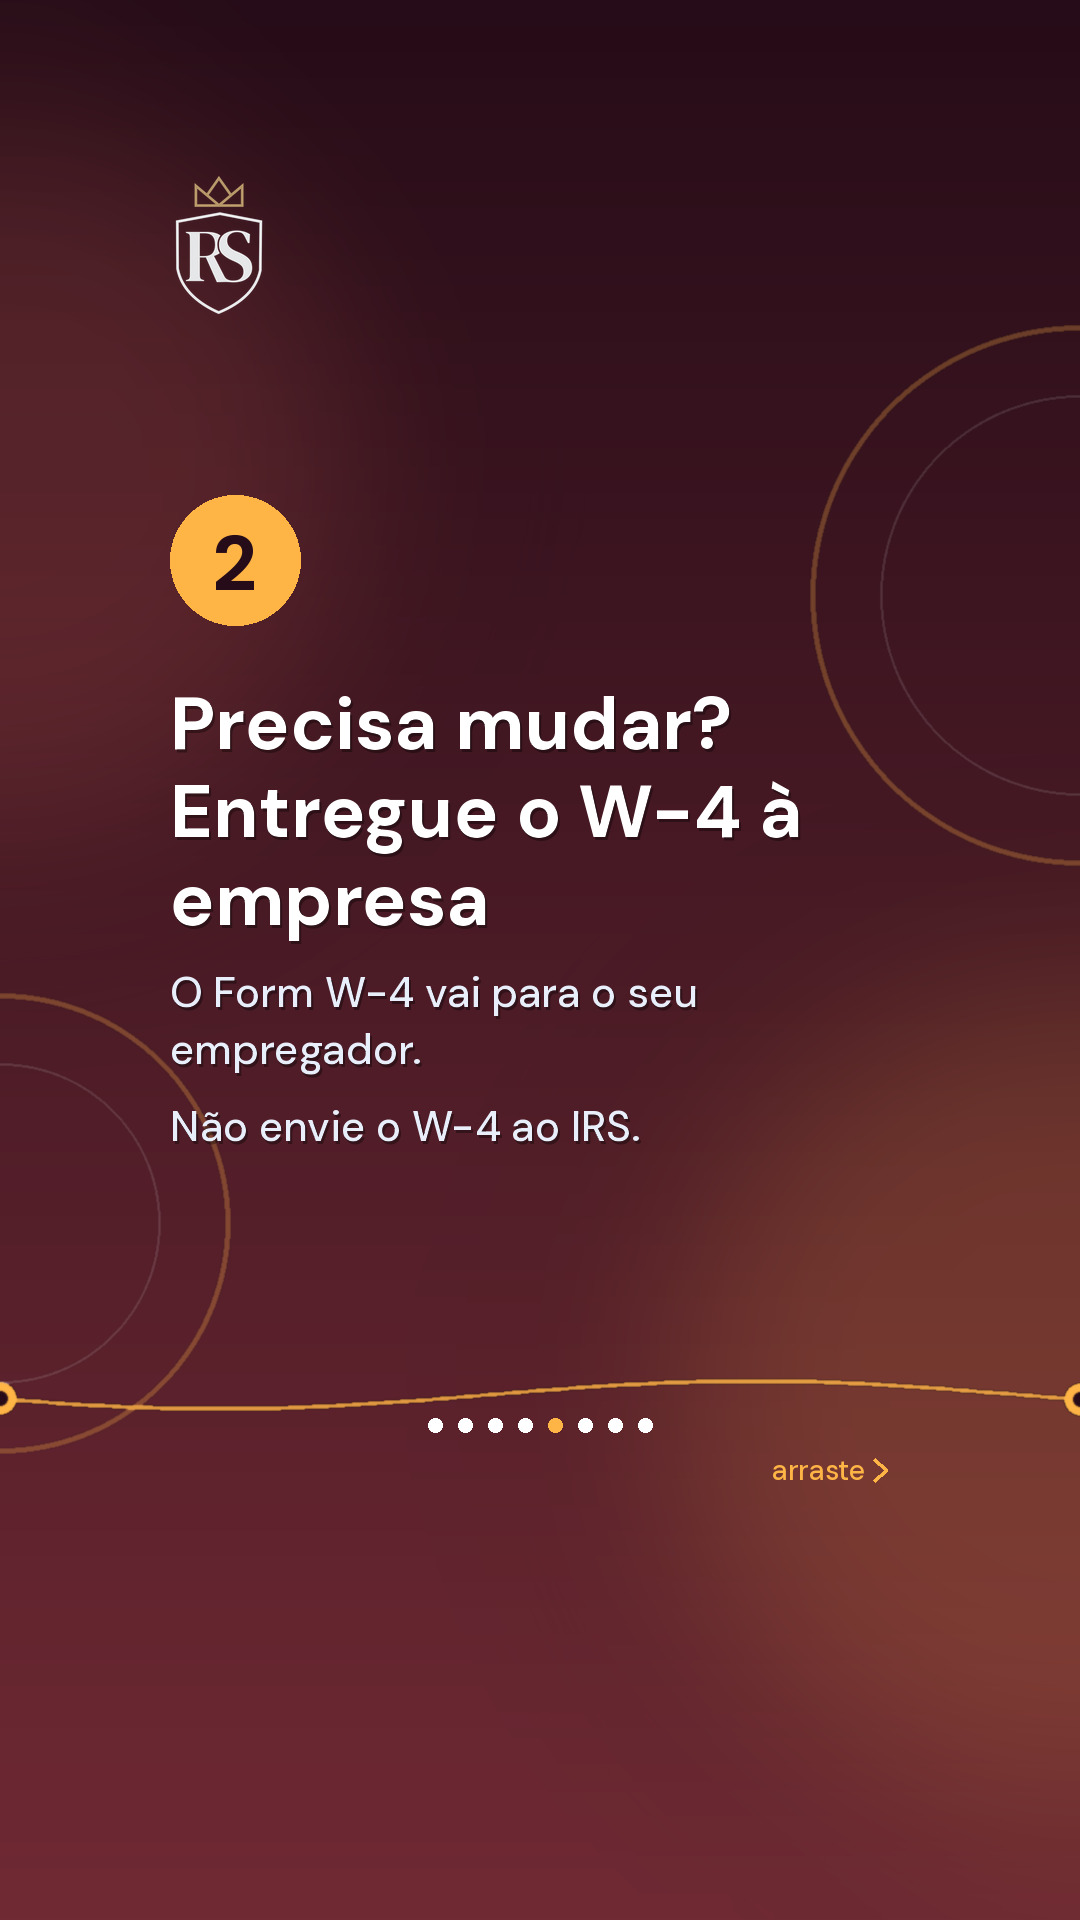 RS
2
Precisa mudar?
Entregue o W-4 à
empresa
O Form W-4 vai para o seu
empregador.
Não envie o W-4 ao IRS.
arraste